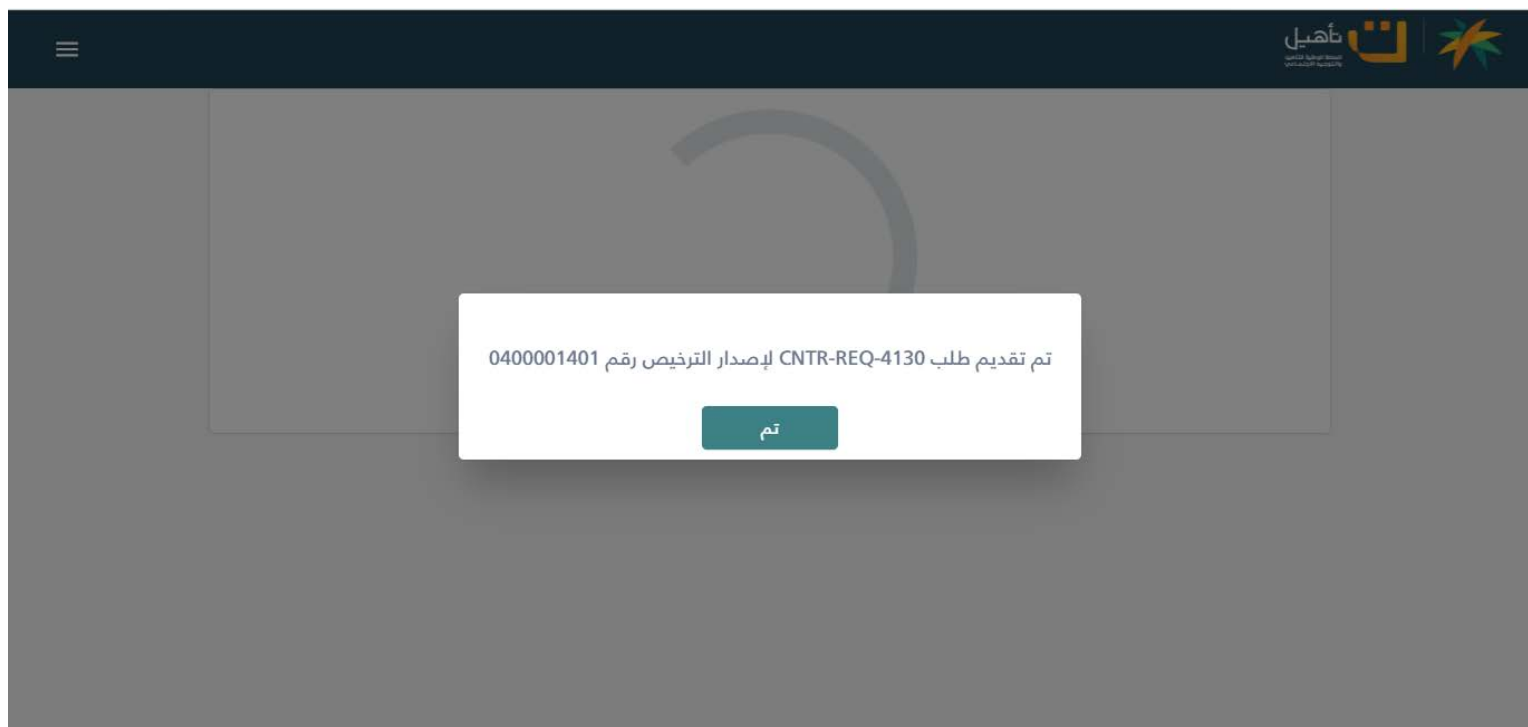 تأهيل
تم تقديم طلب CNTR-REQ-4130 لإصدار الترخيص رقم 0400001401
تم